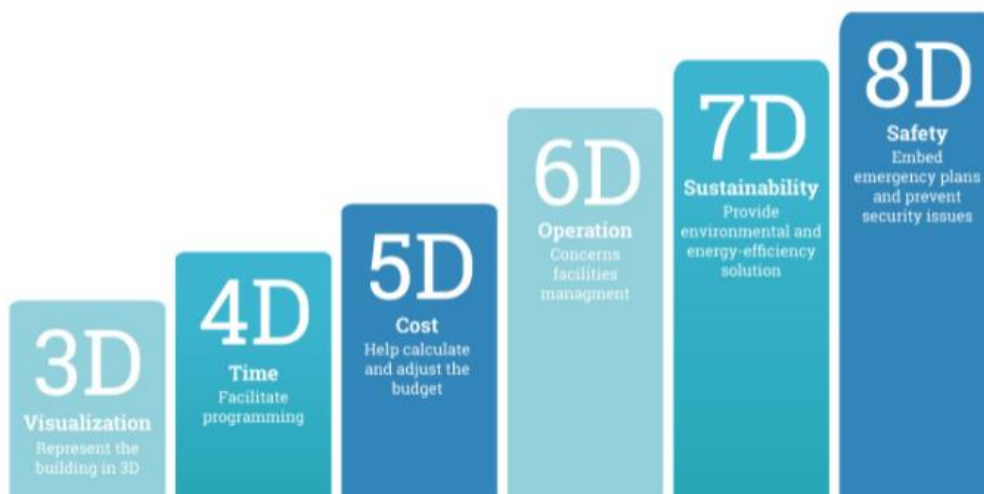 3D
Visualization
Represent the
building in 3D
4D
Time
Facilitate
programming
5D
Cost
Help calculate
and adjust the
budget
6D
Operation
Concerns
facilities
managment
7D
Sustainability
Provide
environmental and
energy-efficiency
solution
8D
Safety
Embed
emergency plans
and prevent
security issues